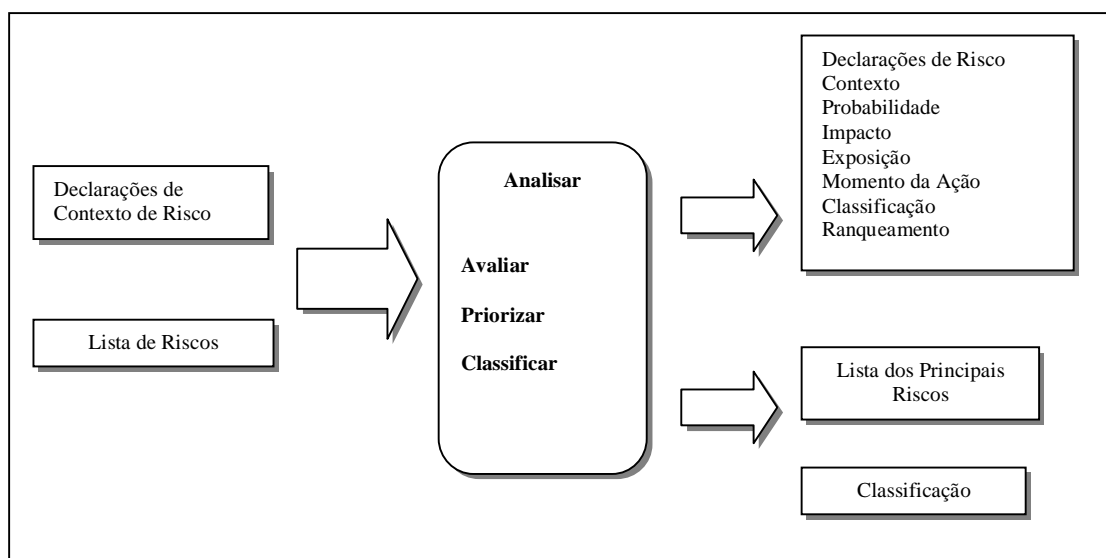 Declarações de
Contexto de Risco
Lista de Riscos
Analisar
Avaliar
Priorizar
Classificar
Declarações de Risco
Contexto
Probabilidade
Impacto
Exposição
Momento da Ação
Classificação
Ranqueamento
Lista dos Principais
Riscos
Classificação